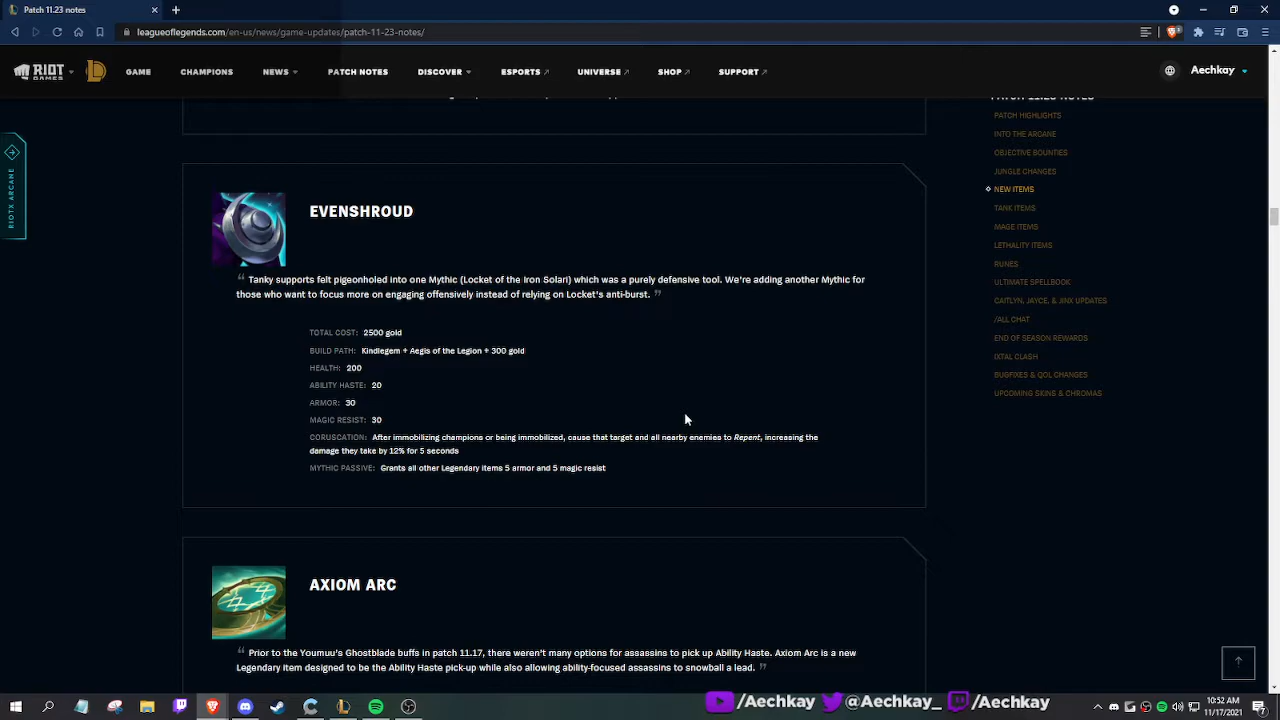 Patch 11.23 notes
leagueoflegends.com/en-us/news/game-updates/patch-11-23-notes/
RIOT GAMES
GAME
CHAMPIONS
NEWS
PATCH NOTES
DISCOVER
ESPORTS
UNIVERSE
SHOP
SUPPORT
Aechkay
RIOTX ARCANE
PATCH 11.23 NOTES
PATCH HIGHLIGHTS
INTO THE ARCANE
OBJECTIVE BOUNTIES
JUNGLE CHANGES
NEW ITEMS
TANK ITEMS
MAGE ITEMS
LETHALITY ITEMS
RUNES
ULTIMATE SPELLBOOK
CAITLYN, JAYCE, & JINX UPDATES
/ALL CHAT
END OF SEASON REWARDS
IXTAL CLASH
BUGFIXES & QOL CHANGES
UPCOMING SKINS & CHROMAS
EVENSHROUD
“ Tanky supports felt pigeonholed into one Mythic (Locket of the Iron Solari) which was a purely defensive tool. We're adding another Mythic for
those who want to focus more on engaging offensively instead of relying on Locket's anti-burst. ”
TOTAL COST: 2500 gold
BUILD PATH: Kindlegem + Aegis of the Legion + 300 gold
HEALTH: 200
ABILITY HASTE: 20
ARMOR: 30
MAGIC RESIST: 30
CORUSCATION: After immobilizing champions or being immobilized, cause that target and all nearby enemies to Repent, increasing the
damage they take by 12% for 5 seconds
MYTHIC PASSIVE: Grants all other Legendary items 5 armor and 5 magic resist
AXIOM ARC
“ Prior to the Youmuu's Ghostblade buffs in patch 11.17, there weren't many options for assassins to pick up Ability Haste. Axiom Arc is a new
Legendary item designed to be the Ability Haste pick-up while also allowing ability-focused assassins to snowball a lead. ”
/Aechkay
@Aechkay_
/Aechkay
10:52 AM
11/17/2021